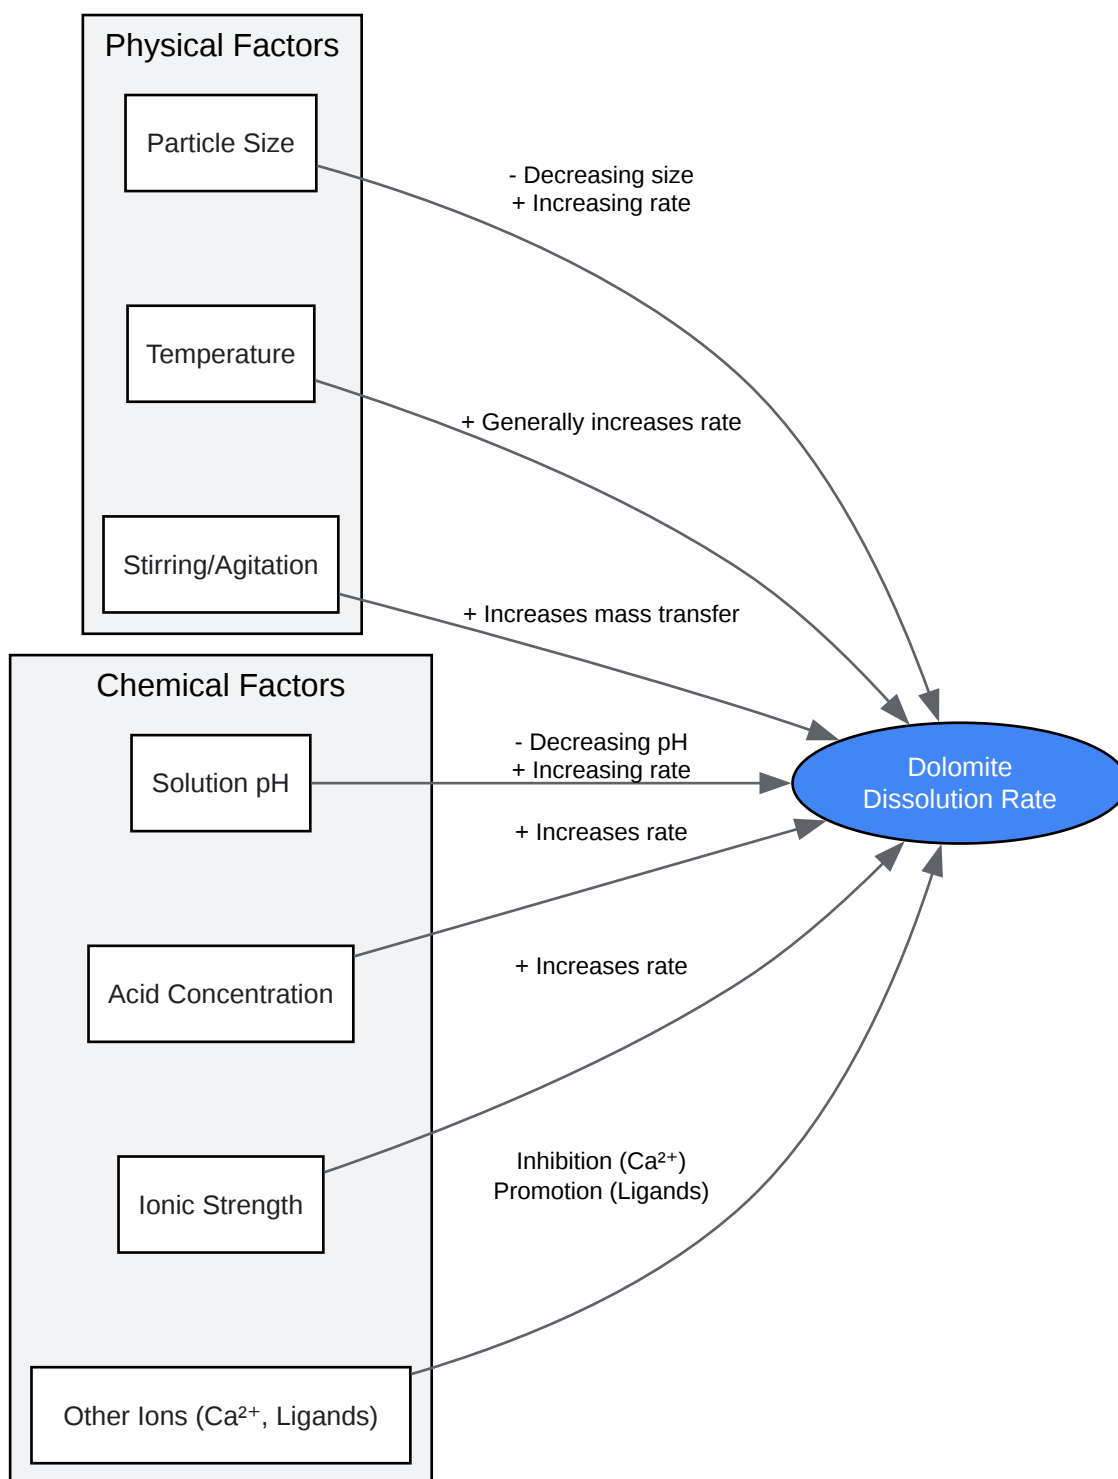 Physical Factors
Particle Size
- Decreasing size
+ Increasing rate
Temperature
+ Generally increases rate
Stirring/Agitation
+ Increases mass transfer
Chemical Factors
Solution pH
- Decreasing pH
+ Increasing rate
Dolomite
Dissolution Rate
+ Increases rate
Acid Concentration
+ Increases rate
Ionic Strength
Inhibition (Ca²⁺)
Promotion (Ligands)
Other Ions (Ca²⁺, Ligands)